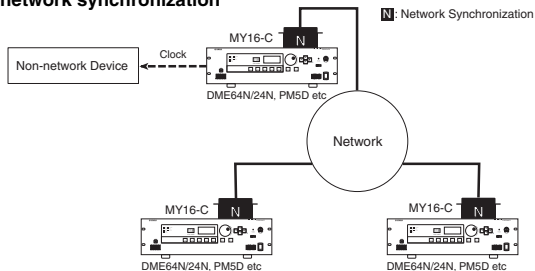 network synchronization
N: Network Synchronization
MY16-C N
Clock
Non-network Device
DME64N/24N, PM5D etc
Network
MY16-C N
MY16-C N
DME64N/24N, PM5D etc
DME64N/24N, PM5D etc